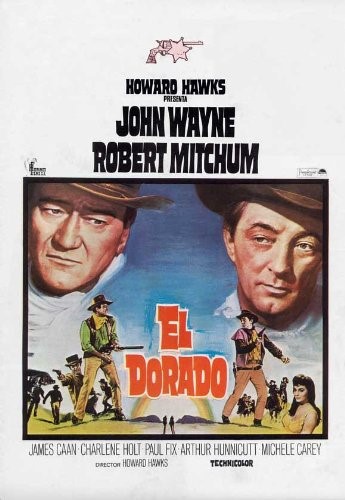 HOWARD HAWKS
PRESENTA
JOHN WAYNE
ROBERT MITCHUM
EL
DORADO
JAMES CAAN · CHARLENE HOLT · PAUL FIX · ARTHUR HUNNICUTT · MICHELE CAREY
DIRECTOR HOWARD HAWKS TECHNICOLOR